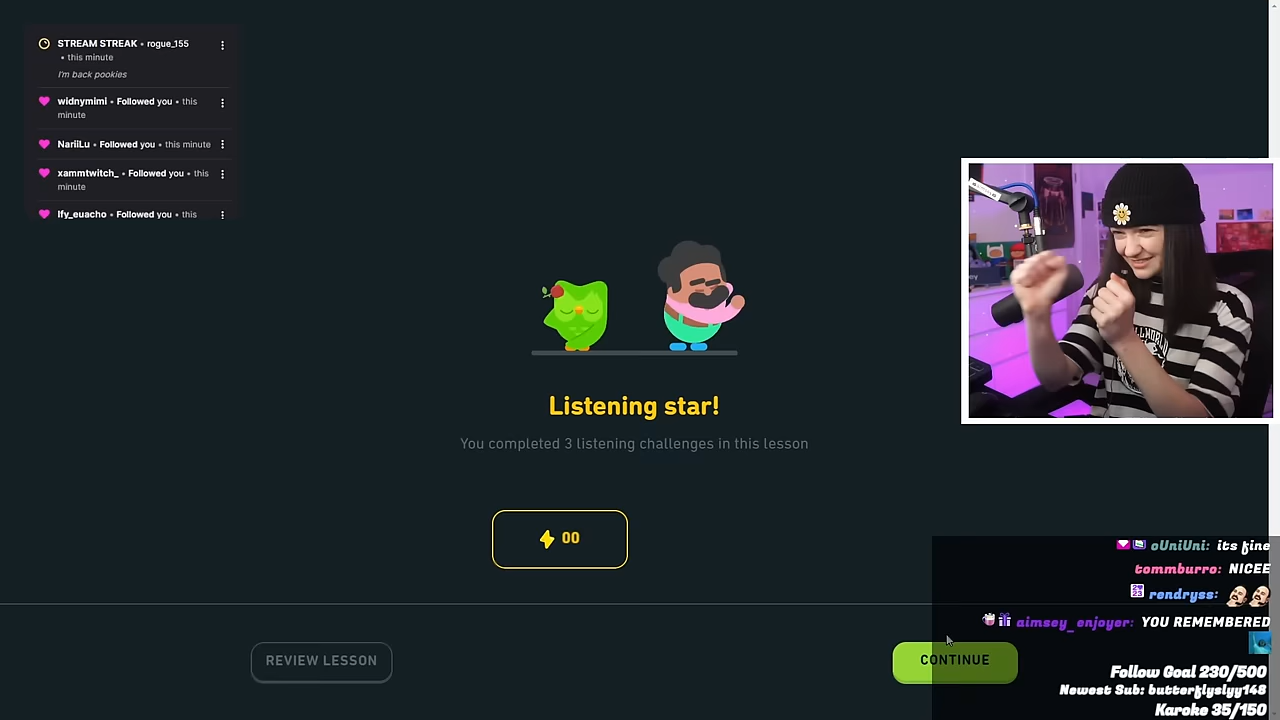 STREAM STREAK • rogue_155
• this minute
I'm back pookies
widnymimi • Followed you • this
minute
NariiLu • Followed you • this minute
xammtwitch_ • Followed you • this
minute
lfy_euacho • Followed you • this
Listening star!
You completed 3 listening challenges in this lesson
00
REVIEW LESSON
CONTINUE
oUniUni: its fine
tommburro: NICEE
rendryss:
aimsey_enjoyer: YOU REMEMBERED
Follow Goal 230/500
Newest Sub: butterflyslyy148
Karoke 35/150